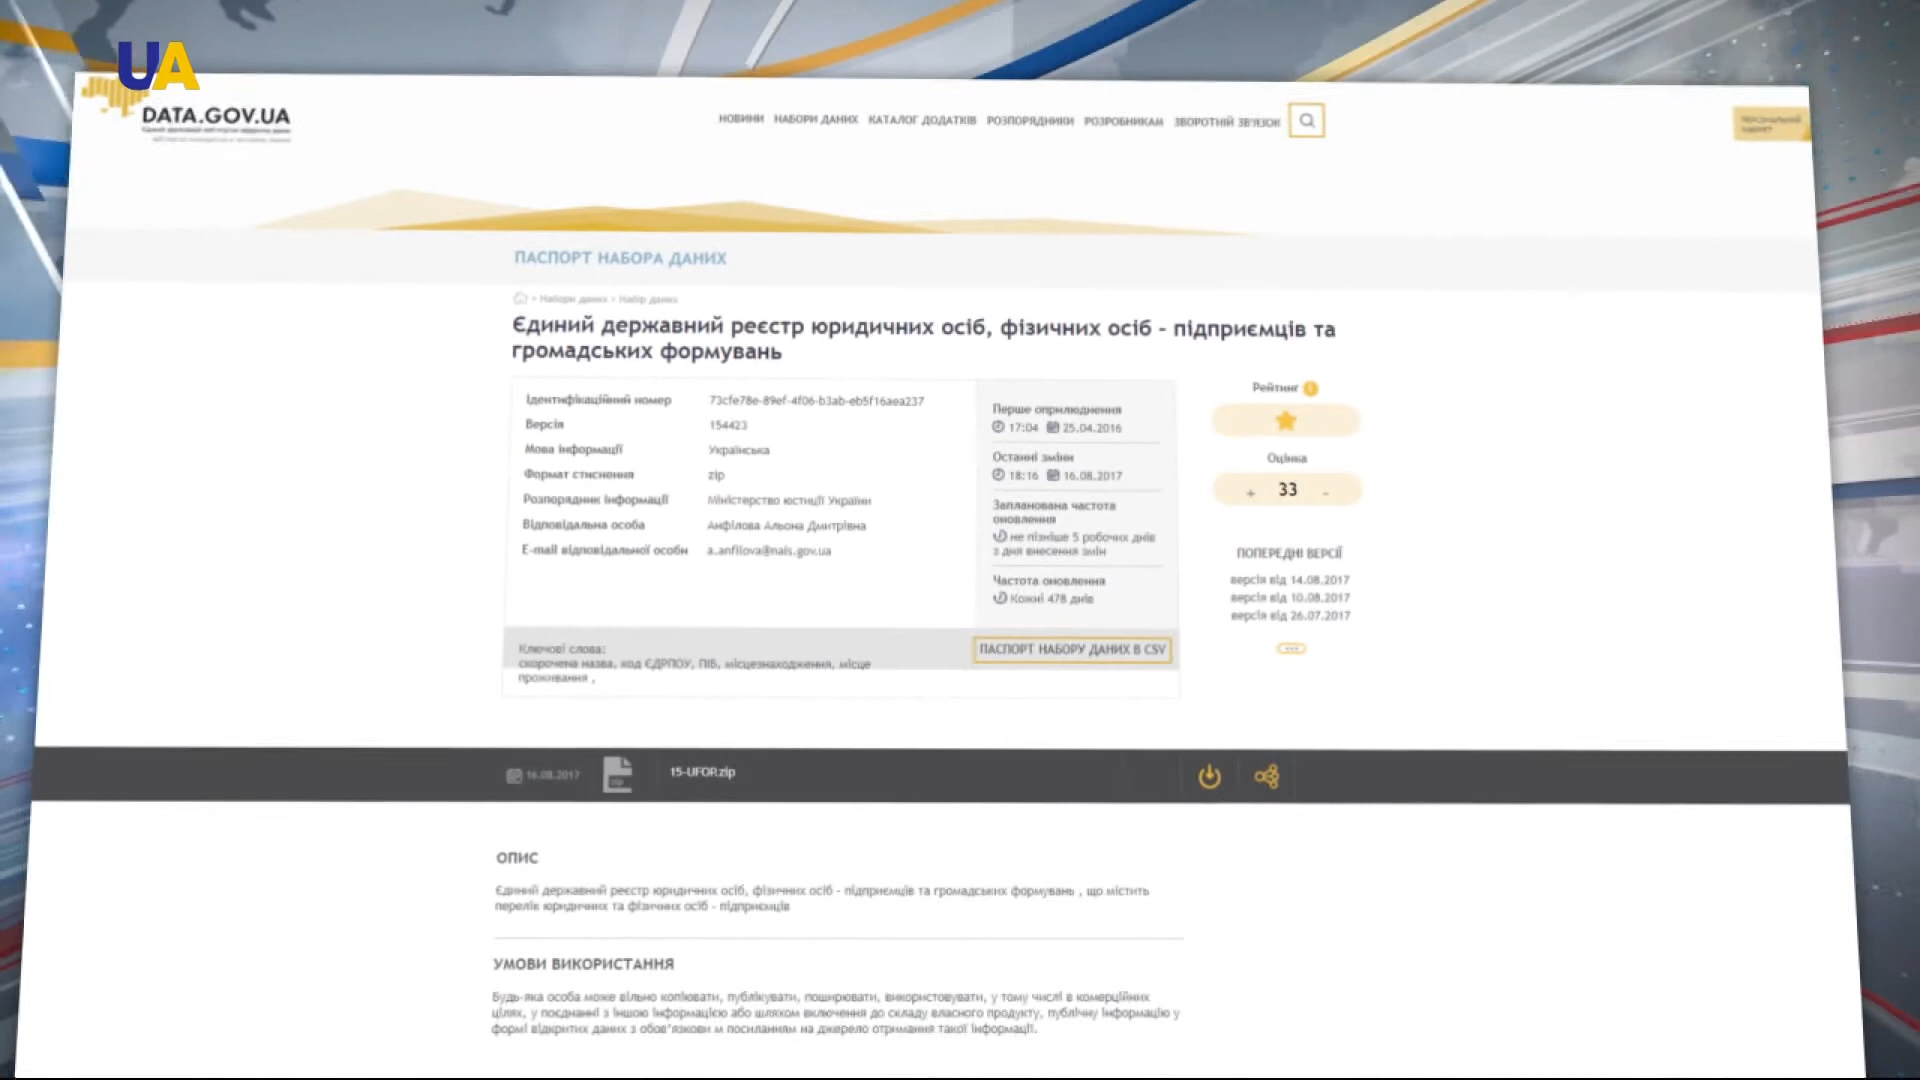 UA
DATA.GOV.UA
НОВИНИ НАБОРИ ДАНИХ КАТАЛОГ ДОДАТКІВ РОЗПОРЯДНИКИ РОЗРОБНИКАМ ЗВОРОТНІЙ ЗВ'ЯЗОК
ПЕРСОНАЛЬНИЙ
КАБІНЕТ
ПАСПОРТ НАБОРА ДАНИХ
» Набори даних » Набір даних
Єдиний державний реєстр юридичних осіб, фізичних осіб - підприємців та
громадських формувань
Ідентифікаційний номер 73cfe78e-89ef-4f06-b3ab-eb5f16aea237
Версія 154423
Мова інформації Українська
Формат стиснення zip
Розпорядник інформації Міністерство юстиції України
Відповідальна особа Анфілова Альона Дмитрівна
E-mail відповідальної особи a.anfilova@nais.gov.ua
Перше оприлюднення
17:04 25.04.2016
Останні зміни
18:16 16.08.2017
Запланована частота
оновлення
не пізніше 5 робочих днів
з дня внесення змін
Частота оновлення
Кожні 478 днів
Рейтинг
Оцінка
+ 33 -
ПОПЕРЕДНІ ВЕРСІЇ
версія від 14.08.2017
версія від 10.08.2017
версія від 26.07.2017
Ключові слова:
скорочена назва, код ЄДРПОУ, ПІБ, місцезнаходження, місце
проживання ,
ПАСПОРТ НАБОРУ ДАНИХ В CSV
16.08.2017 zip 15-UFOP.zip
ОПИС
Єдиний державний реєстр юридичних осіб, фізичних осіб - підприємців та громадських формувань , що містить
перелік юридичних та фізичних осіб - підприємців
УМОВИ ВИКОРИСТАННЯ
Будь-яка особа може вільно копіювати, публікувати, поширювати, використовувати, у тому числі в комерційних
цілях, у поєднанні з іншою інформацією або шляхом включення до складу власного продукту, публічну інформацію у
формі відкритих даних з обов'язкови м посиланням на джерело отримання такої інформації.